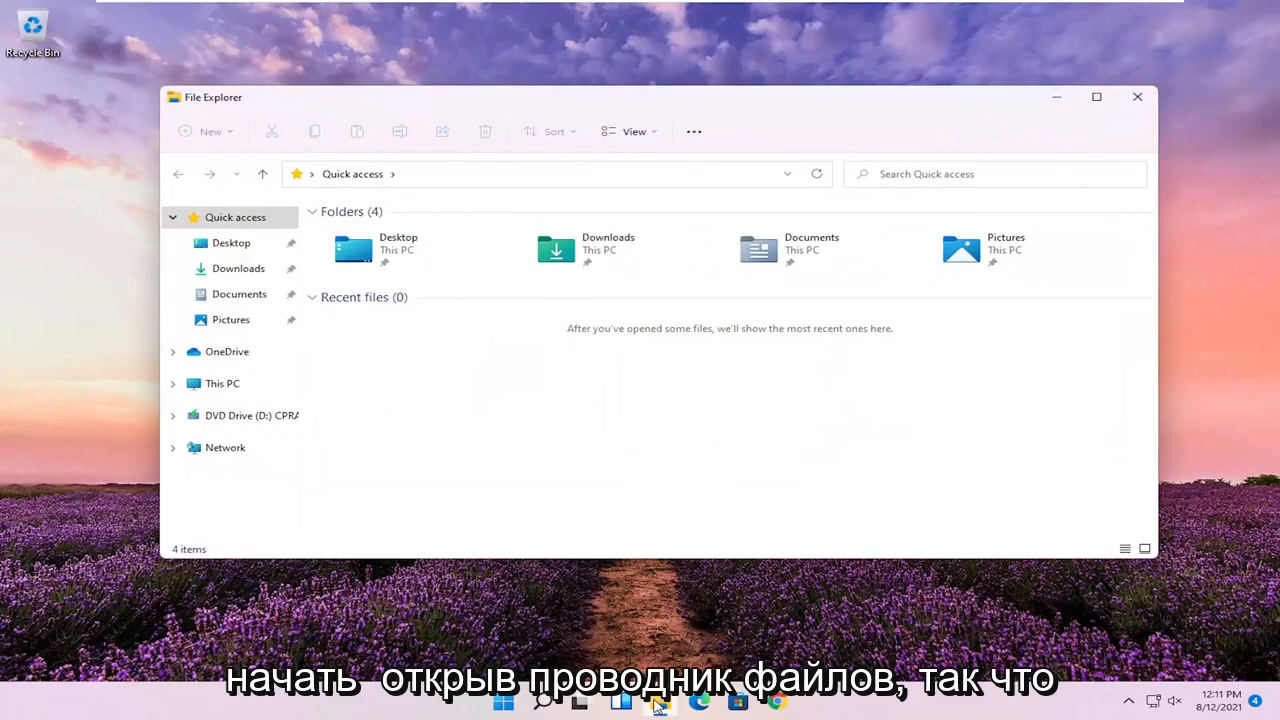 Recycle Bin
File Explorer
New
Sort
View
Quick access
Search Quick access
Quick access
Desktop
Downloads
Documents
Pictures
OneDrive
This PC
DVD Drive (D:) CPRA
Network
Folders (4)
Desktop
This PC
Downloads
This PC
Documents
This PC
Pictures
This PC
Recent files (0)
After you've opened some files, we'll show the most recent ones here.
4 items
начать открыв проводник файлов, так что
12:11 PM
8/12/2021
4